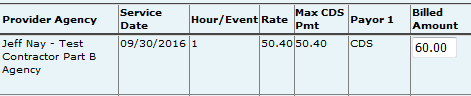 Provider Agency Service Date Hour/Event Rate Max CDS Pmt Payor 1 Billed Amount
Jeff Nay - Test Contractor Part B Agency 09/30/2016 1 50.40 50.40 CDS 60.00